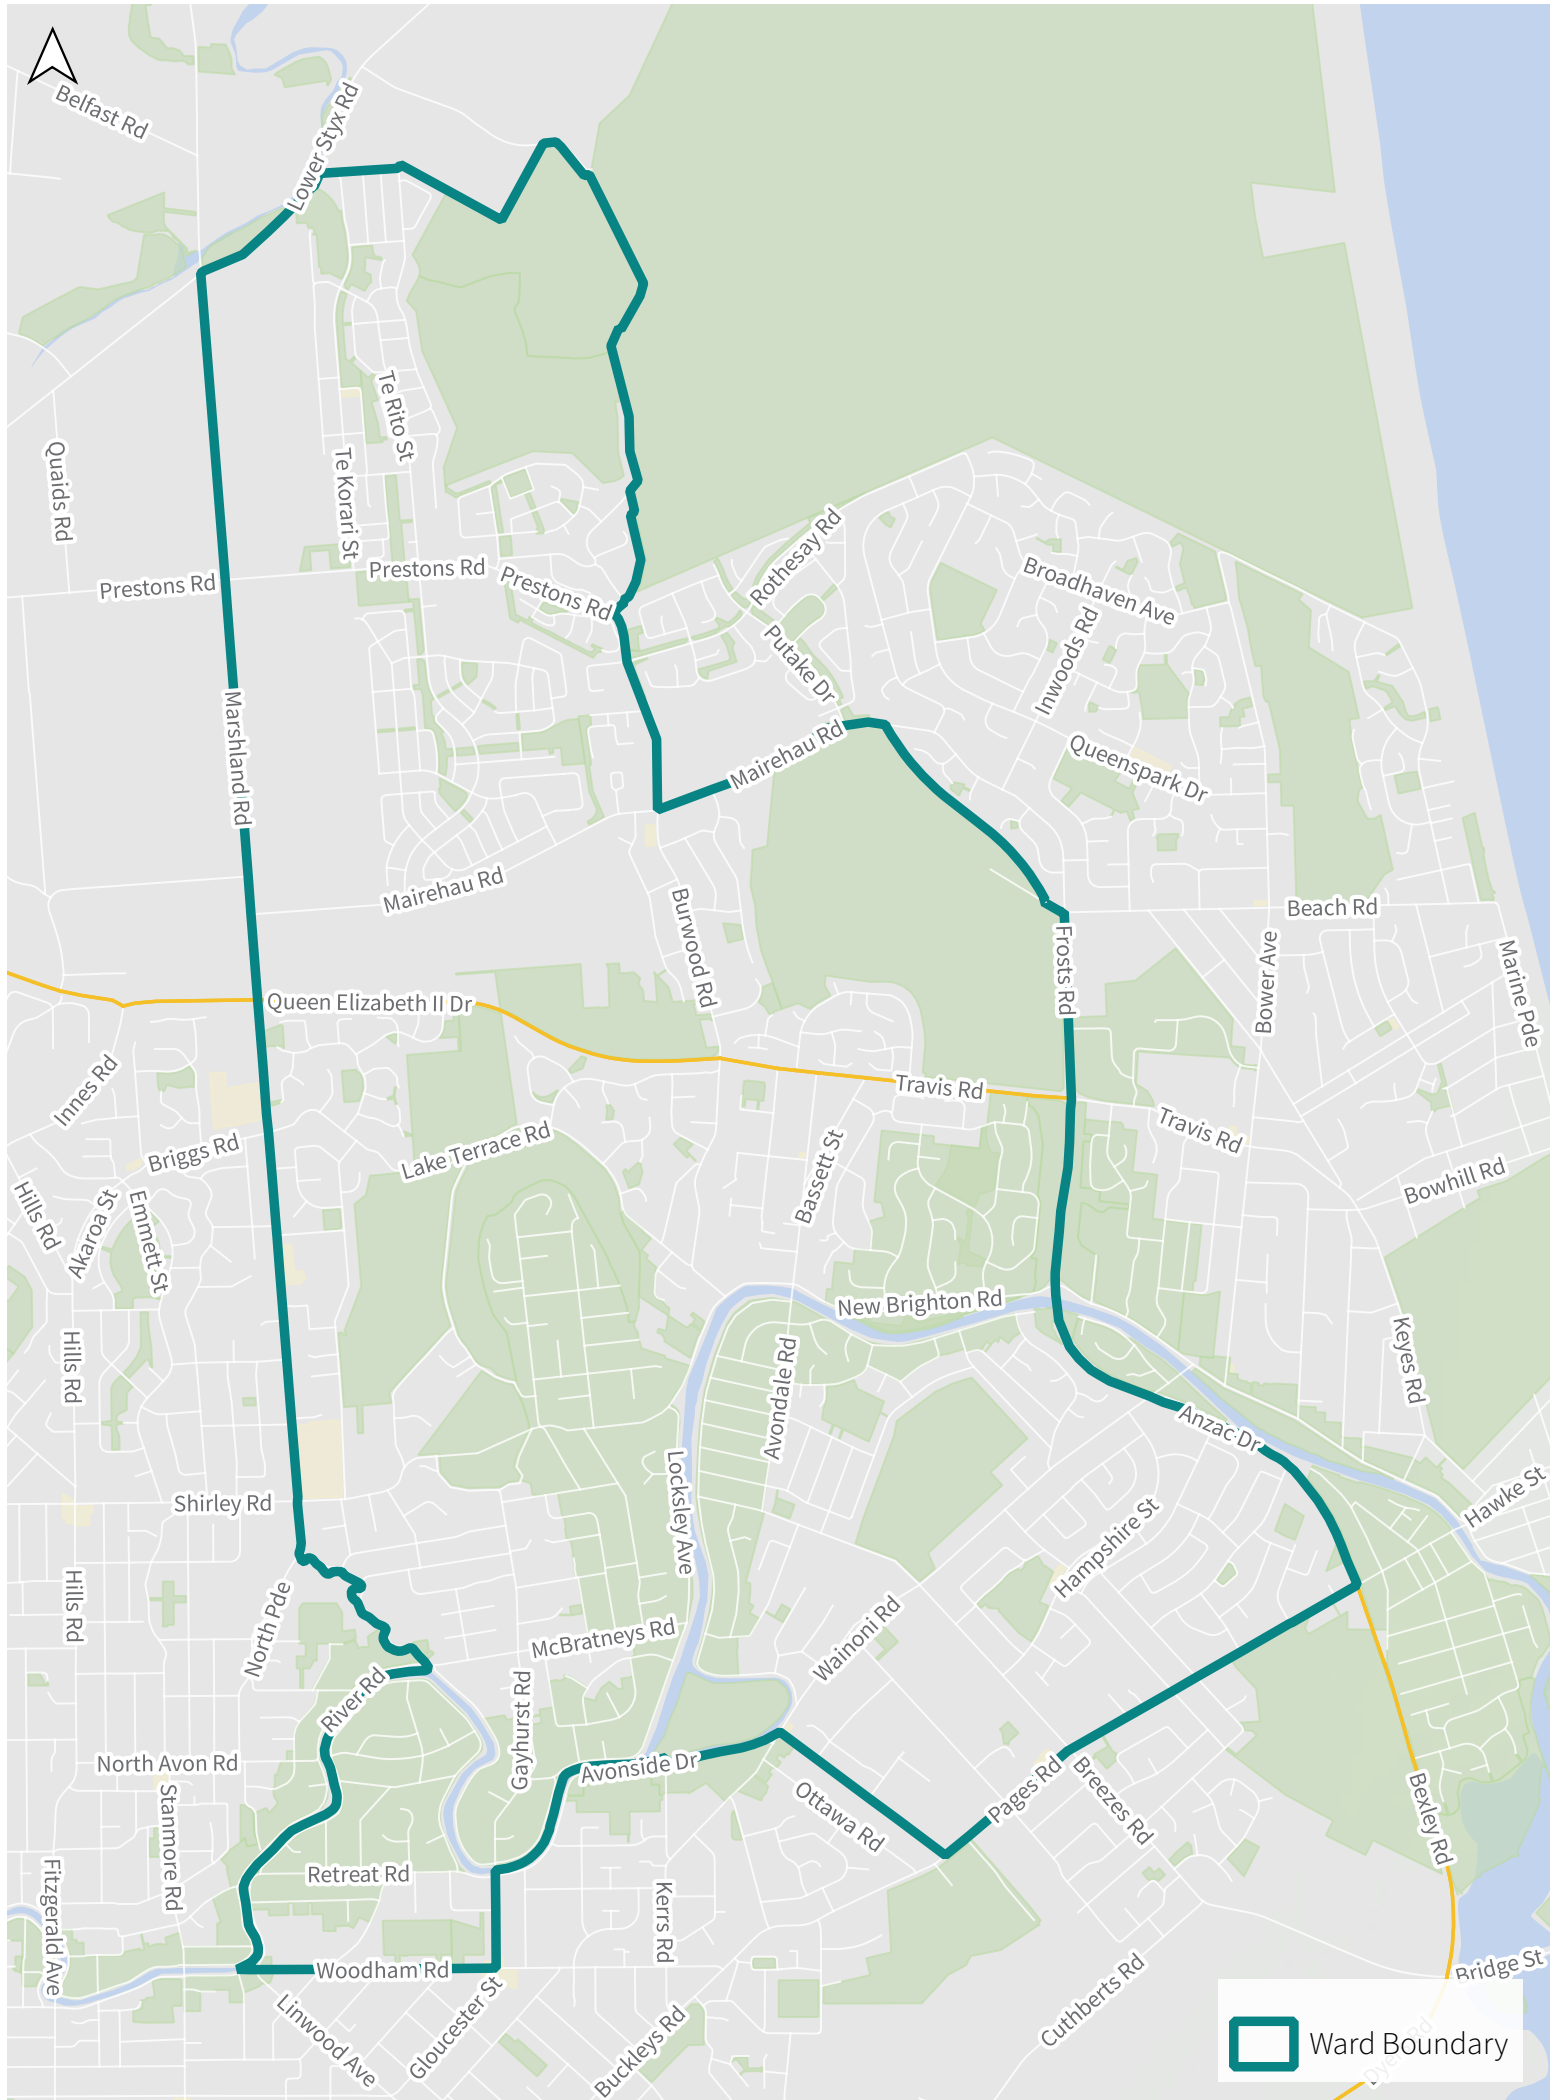 Belfast Rd
Lower Styx Rd
Te Rito St
Te Korari St
Quaids Rd
Prestons Rd
Prestons Rd
Prestons Rd
Rothesay Rd
Broadhaven Ave
Inwoods Rd
Putake Dr
Marshland Rd
Mairehau Rd
Queenspark Dr
Mairehau Rd
Burwood Rd
Beach Rd
Frosts Rd
Bower Ave
Marine Pde
Queen Elizabeth II Dr
Innes Rd
Travis Rd
Travis Rd
Briggs Rd
Lake Terrace Rd
Bassett St
Bowhill Rd
Hills Rd
Akaroa St
Emmett St
New Brighton Rd
Hills Rd
Avondale Rd
Keyes Rd
Anzac Dr
Locksley Ave
Shirley Rd
Hawke St
Hampshire St
Hills Rd
North Pde
McBratneys Rd
Wainoni Rd
River Rd
Gayhurst Rd
North Avon Rd
Avonside Dr
Stanmore Rd
Ottawa Rd
Pages Rd
Breezes Rd
Bexley Rd
Retreat Rd
Fitzgerald Ave
Kerrs Rd
Woodham Rd
Bridge St
Linwood Ave
Gloucester St
Buckleys Rd
Cuthberts Rd
Ward Boundary